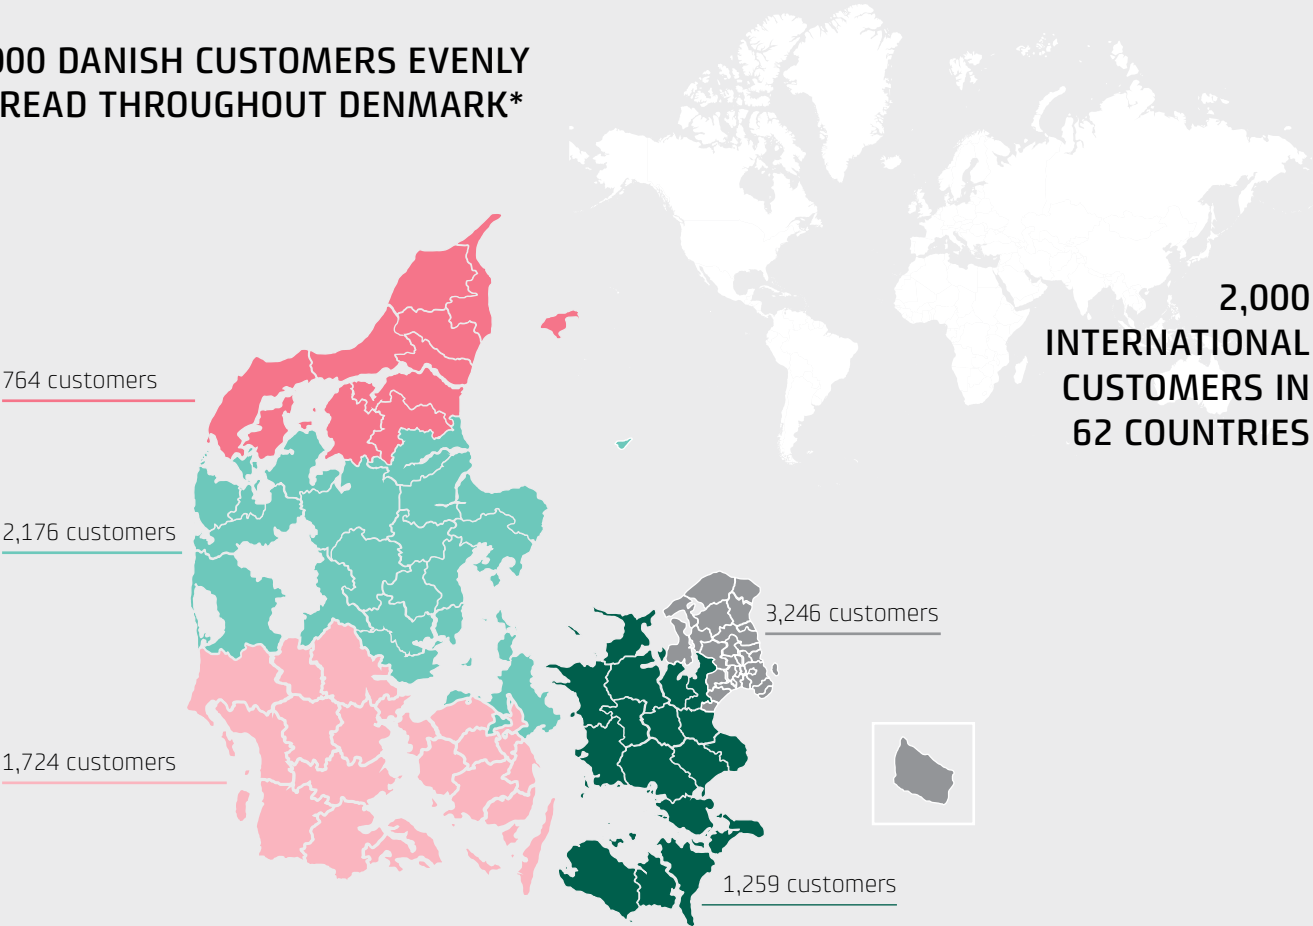 000 DANISH CUSTOMERS EVENLY
READ THROUGHOUT DENMARK*
2,000
INTERNATIONAL
CUSTOMERS IN
62 COUNTRIES
764 customers
2,176 customers
3,246 customers
1,724 customers
1,259 customers